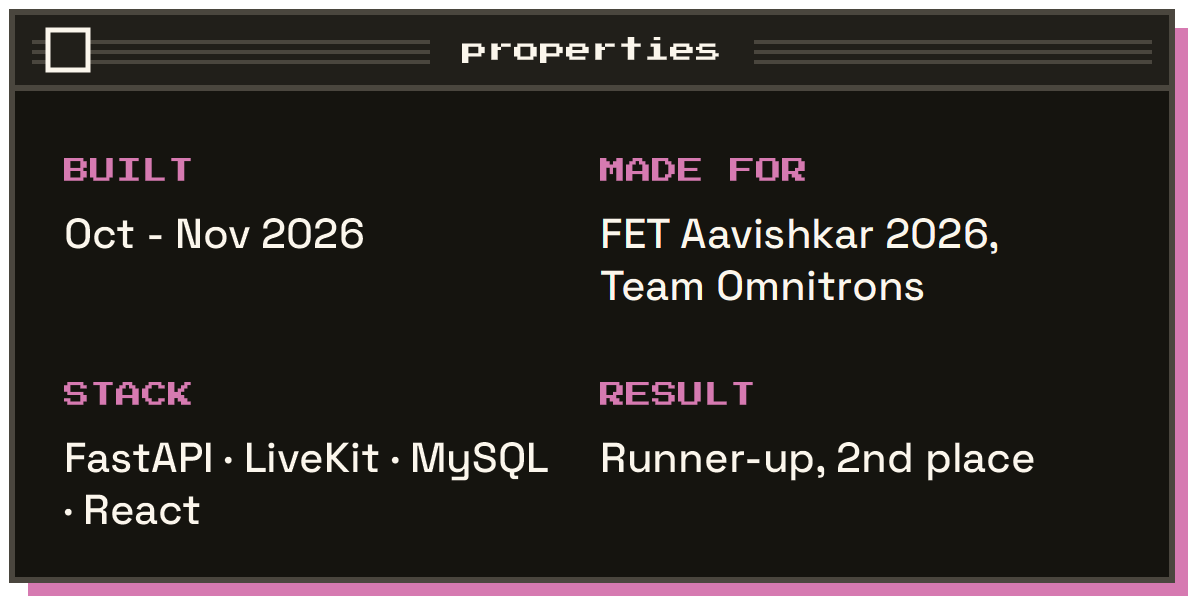 properties
BUILT
Oct - Nov 2026
MADE FOR
FET Aavishkar 2026,
Team Omnitrons
STACK
FastAPI · LiveKit · MySQL
· React
RESULT
Runner-up, 2nd place